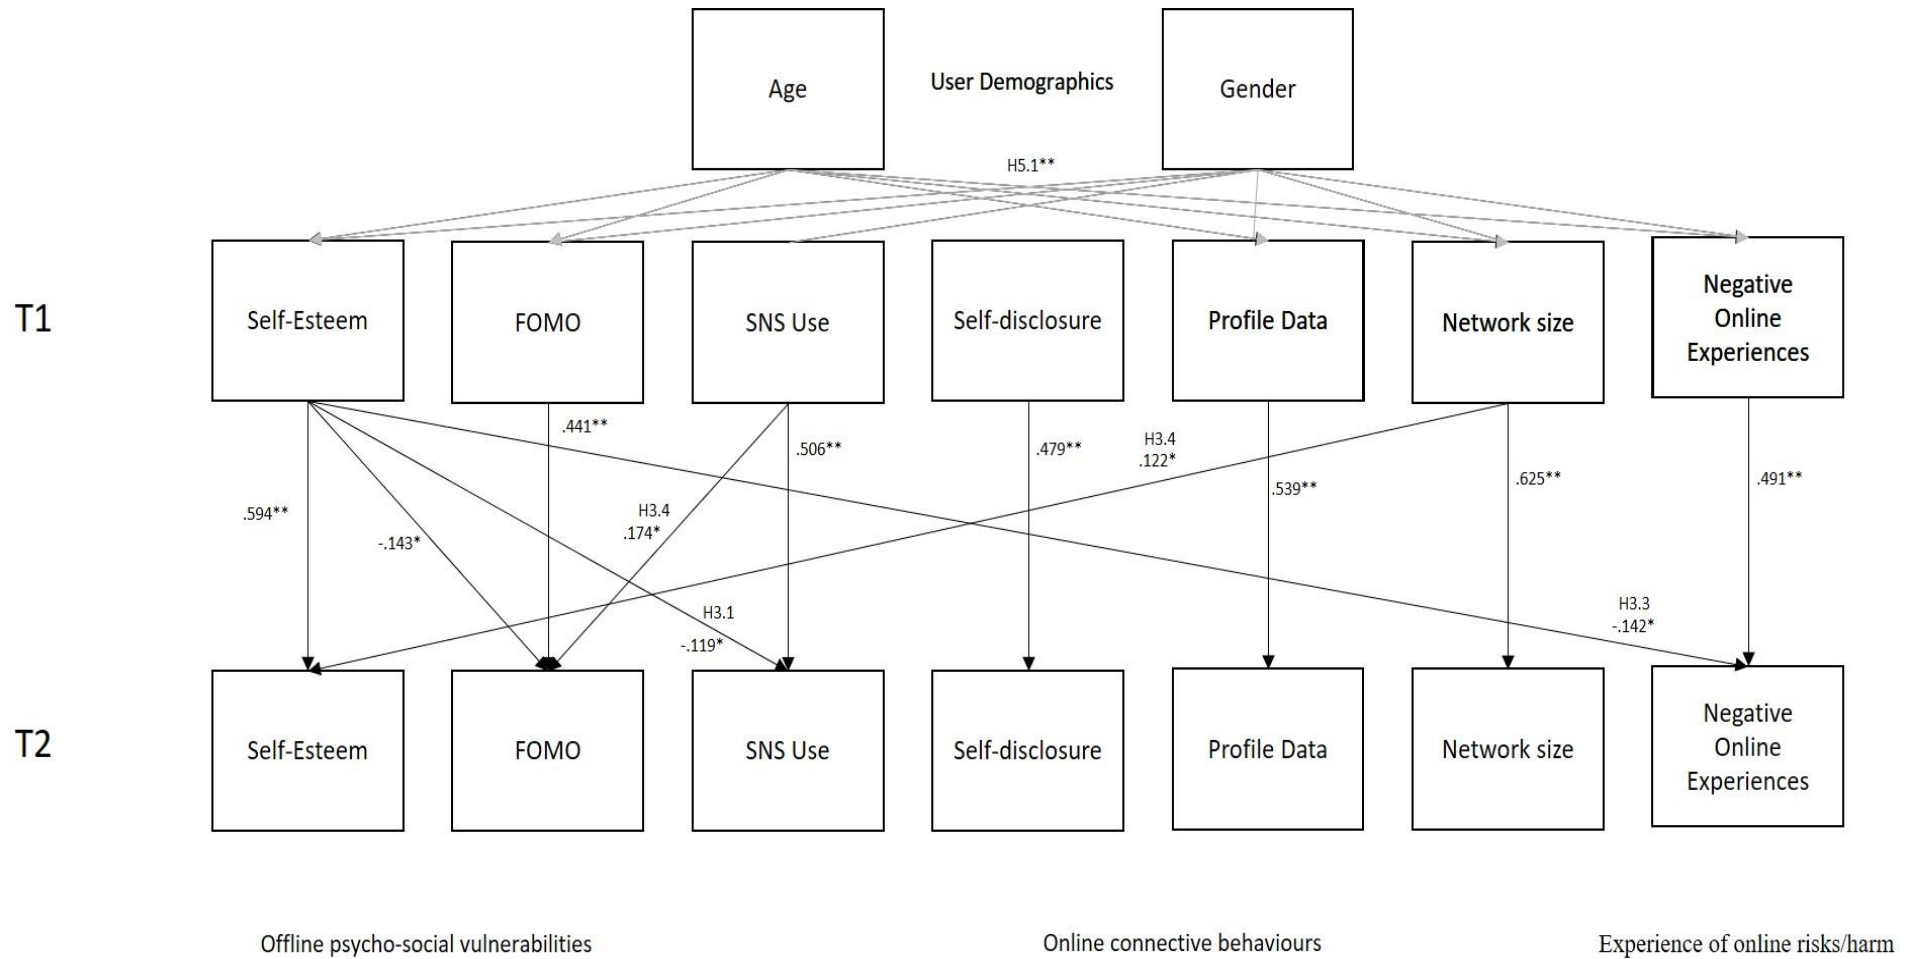 Age
User Demographics
Gender
H5.1**
T1
Self-Esteem
FOMO
SNS Use
Self-disclosure
Profile Data
Network size
Negative
Online
Experiences
.441**
.506**
.479**
H3.4
.122*
.539**
.625**
.491**
.594**
-.143*
H3.4
.174*
H3.1
-.119*
H3.3
-.142*
T2
Self-Esteem
FOMO
SNS Use
Self-disclosure
Profile Data
Network size
Negative
Online
Experiences
Offline psycho-social vulnerabilities
Online connective behaviours
Experience of online risks/harm